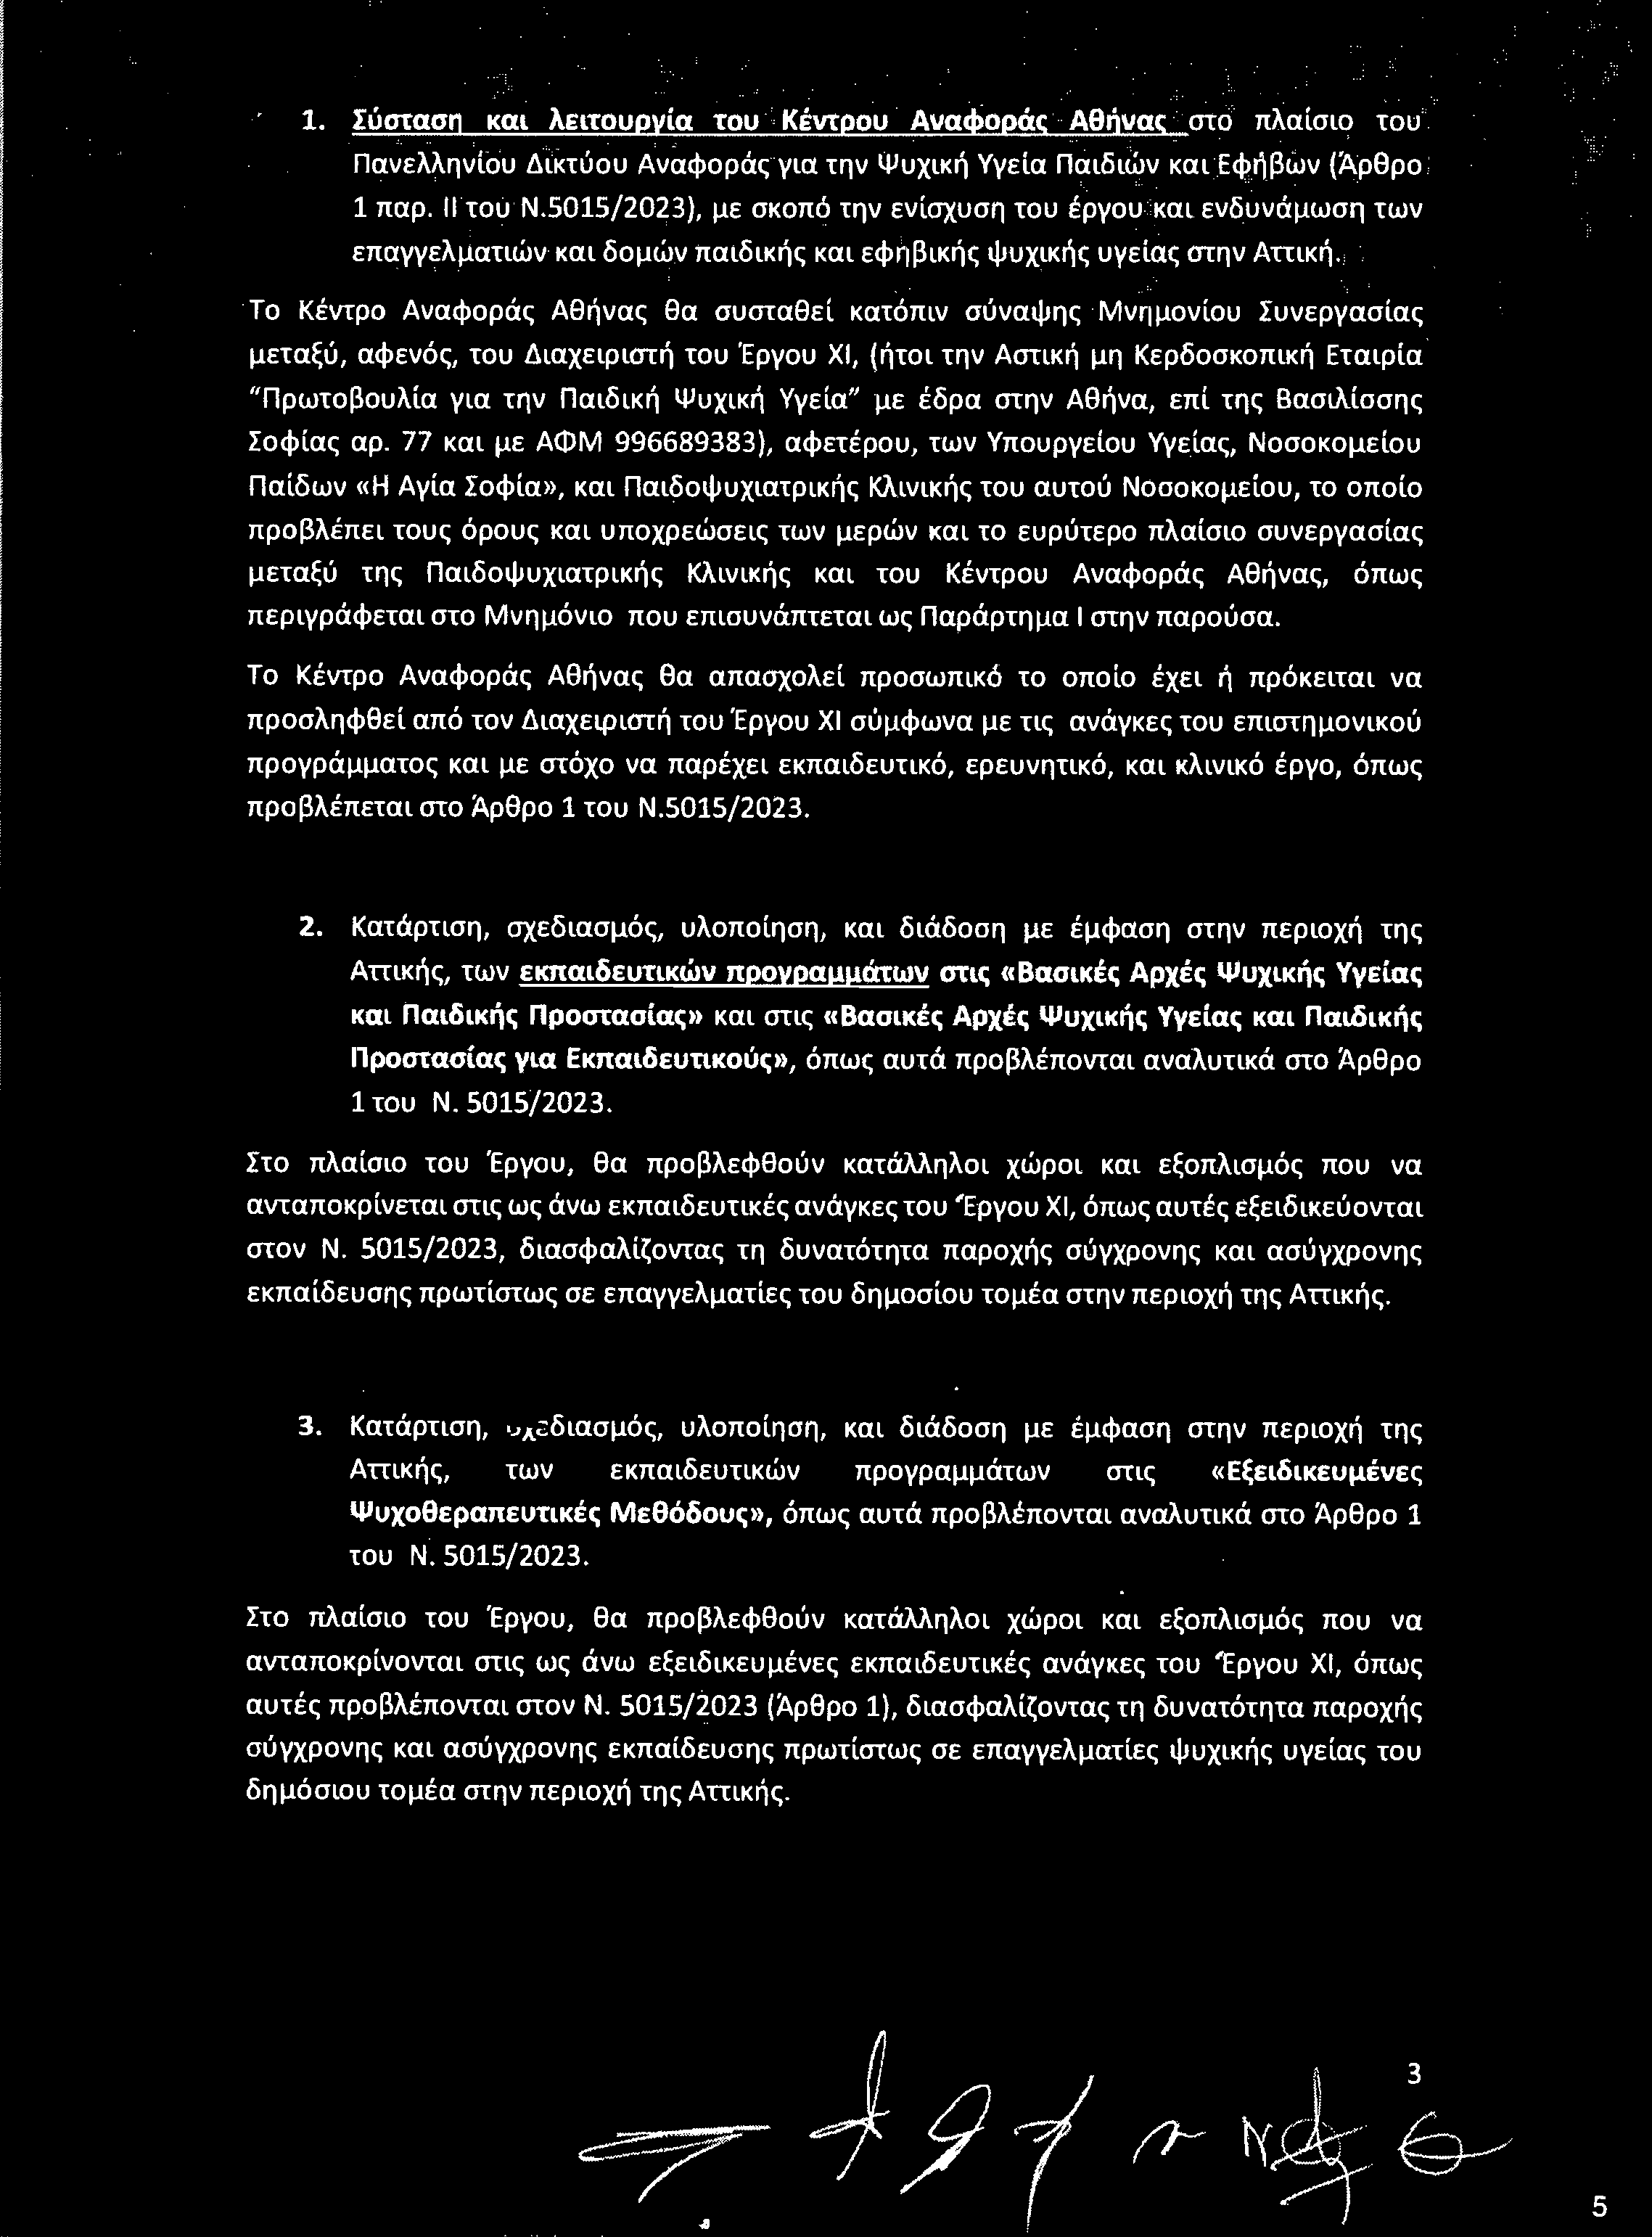 1. Σύσταση και λειτουργία του Κέντρου Αναφοράς Αθήνας στο πλαίσιο του
Πανελληνίου Δικτύου Αναφοράς για την Ψυχική Υγεία Παιδιών και Εφήβων (Άρθρο
1 παρ. ΙΙ του Ν.5015/2023), με σκοπό την ενίσχυση του έργου και ενδυνάμωση των
επαγγελματιών και δομών παιδικής και εφηβικής ψυχικής υγείας στην Αττική.
Το Κέντρο Αναφοράς Αθήνας θα συσταθεί κατόπιν σύναψης Μνημονίου Συνεργασίας
μεταξύ, αφενός, του Διαχειριστή του Έργου ΧΙ, (ήτοι την Αστική μη Κερδοσκοπική Εταιρία
"Πρωτοβουλία για την Παιδική Ψυχική Υγεία" με έδρα στην Αθήνα, επί της Βασιλίσσης
Σοφίας αρ. 77 και με ΑΦΜ 996689383), αφετέρου, των Υπουργείου Υγείας, Νοσοκομείου
Παίδων «Η Αγία Σοφία», και Παιδοψυχιατρικής Κλινικής του αυτού Νοσοκομείου, το οποίο
προβλέπει τους όρους και υποχρεώσεις των μερών και το ευρύτερο πλαίσιο συνεργασίας
μεταξύ της Παιδοψυχιατρικής Κλινικής και του Κέντρου Αναφοράς Αθήνας, όπως
περιγράφεται στο Μνημόνιο που επισυνάπτεται ως Παράρτημα Ι στην παρούσα.
Το Κέντρο Αναφοράς Αθήνας θα απασχολεί προσωπικό το οποίο έχει ή πρόκειται να
προσληφθεί από τον Διαχειριστή του Έργου ΧΙ σύμφωνα με τις ανάγκες του επιστημονικού
προγράμματος και με στόχο να παρέχει εκπαιδευτικό, ερευνητικό, και κλινικό έργο, όπως
προβλέπεται στο Άρθρο 1 του Ν.5015/2023.
2. Κατάρτιση, σχεδιασμός, υλοποίηση, και διάδοση με έμφαση στην περιοχή της
Αττικής, των εκπαιδευτικών προγραμμάτων στις «Βασικές Αρχές Ψυχικής Υγείας
και Παιδικής Προστασίας» και στις «Βασικές Αρχές Ψυχικής Υγείας και Παιδικής
Προστασίας για Εκπαιδευτικούς», όπως αυτά προβλέπονται αναλυτικά στο Άρθρο
1 του Ν. 5015/2023.
Στο πλαίσιο του Έργου, θα προβλεφθούν κατάλληλοι χώροι και εξοπλισμός που να
ανταποκρίνεται στις ως άνω εκπαιδευτικές ανάγκες του Έργου ΧΙ, όπως αυτές εξειδικεύονται
στον Ν. 5015/2023, διασφαλίζοντας τη δυνατότητα παροχής σύγχρονης και ασύγχρονης
εκπαίδευσης πρωτίστως σε επαγγελματίες του δημοσίου τομέα στην περιοχή της Αττικής.
3. Κατάρτιση, σχεδιασμός, υλοποίηση, και διάδοση με έμφαση στην περιοχή της
Αττικής, των εκπαιδευτικών προγραμμάτων στις «Εξειδικευμένες
Ψυχοθεραπευτικές Μεθόδους», όπως αυτά προβλέπονται αναλυτικά στο Άρθρο 1
του Ν. 5015/2023.
Στο πλαίσιο του Έργου, θα προβλεφθούν κατάλληλοι χώροι και εξοπλισμός που να
ανταποκρίνονται στις ως άνω εξειδικευμένες εκπαιδευτικές ανάγκες του Έργου ΧΙ, όπως
αυτές προβλέπονται στον Ν. 5015/2023 (Άρθρο 1), διασφαλίζοντας τη δυνατότητα παροχής
σύγχρονης και ασύγχρονης εκπαίδευσης πρωτίστως σε επαγγελματίες ψυχικής υγείας του
δημόσιου τομέα στην περιοχή της Αττικής.
3
5